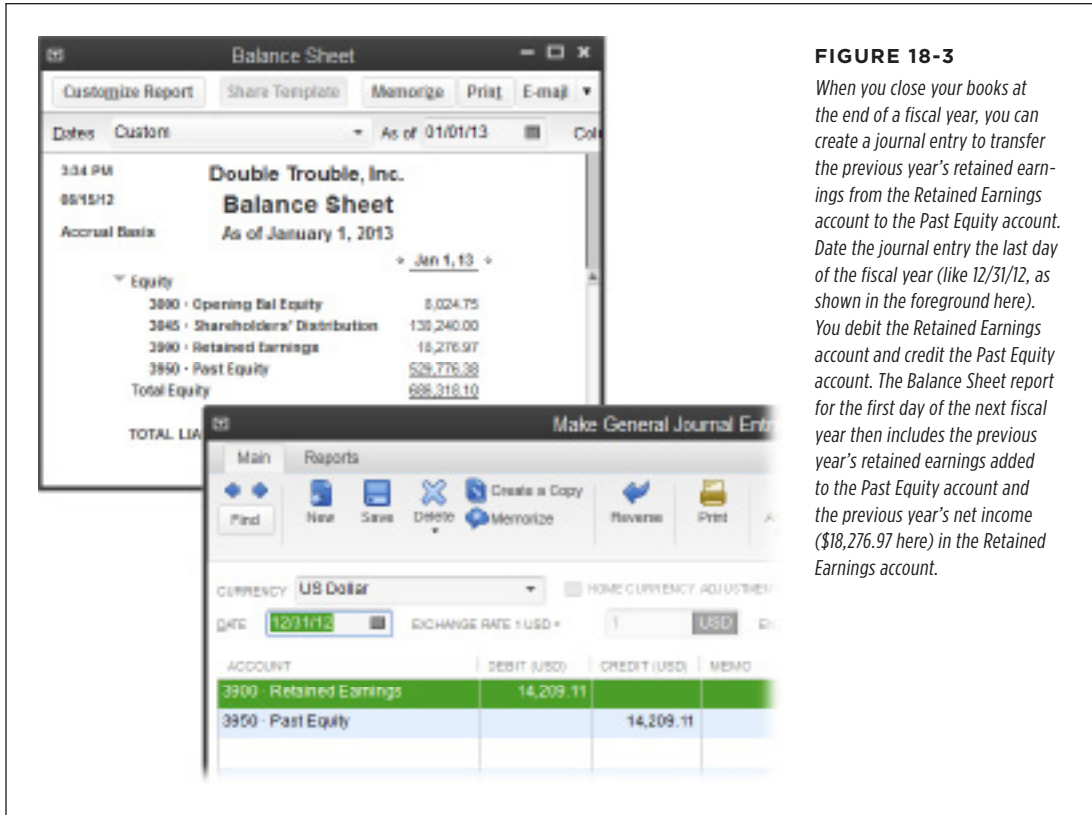 Balance Sheet
Customize Report Share Template Memorize Print E-mail
Dates Custom As of 01/01/13 Col
3:34 PM Double Trouble, Inc.
Balance Sheet
Accrual Basis As of January 1, 2013
Jan 1, 13
Equity
3000 · Opening Bal Equity 8,024.75
3045 · Shareholders' Distribution 130,240.00
3900 · Retained Earnings 18,276.97
3950 · Past Equity 529,776.38
Total Equity 686,318.10
TOTAL LIA
Make General Journal Entr
Main Reports
Find New Save Delete Create a Copy Memorize Reverse Print
CURRENCY US Dollar HOME CURRENCY ADJUSTMENT
DATE 12/31/12 EXCHANGE RATE 1 USD = 1 USD
ACCOUNT DEBIT (USD) CREDIT (USD) MEMO
3900 · Retained Earnings 14,209.11
3950 · Past Equity 14,209.11
FIGURE 18-3
When you close your books at
the end of a fiscal year, you can
create a journal entry to transfer
the previous year's retained earn-
ings from the Retained Earnings
account to the Past Equity account.
Date the journal entry the last day
of the fiscal year (like 12/31/12, as
shown in the foreground here).
You debit the Retained Earnings
account and credit the Past Equity
account. The Balance Sheet report
for the first day of the next fiscal
year then includes the previous
year's retained earnings added
to the Past Equity account and
the previous year's net income
($18,276.97 here) in the Retained
Earnings account.